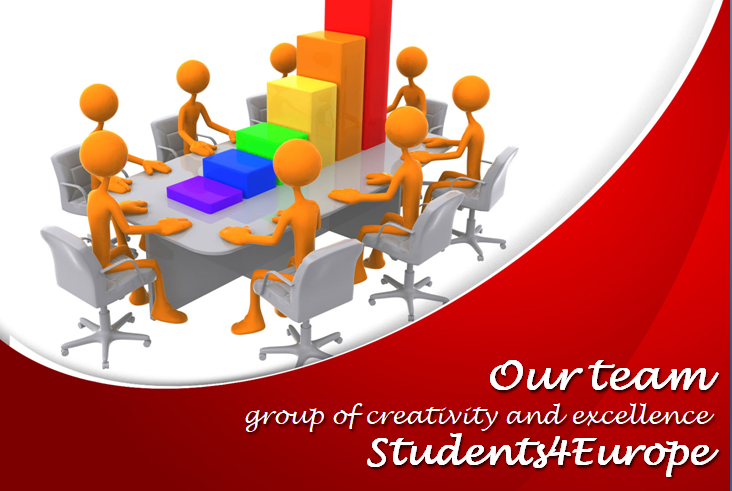 Our team
group of creativity and excellence
Students4Europe